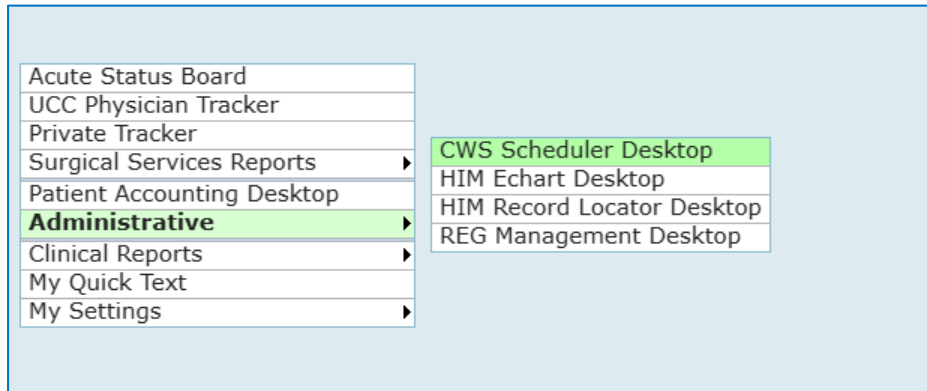 Acute Status Board
UCC Physician Tracker
Private Tracker
Surgical Services Reports
Patient Accounting Desktop
Administrative
Clinical Reports
My Quick Text
My Settings
CWS Scheduler Desktop
HIM Echart Desktop
HIM Record Locator Desktop
REG Management Desktop